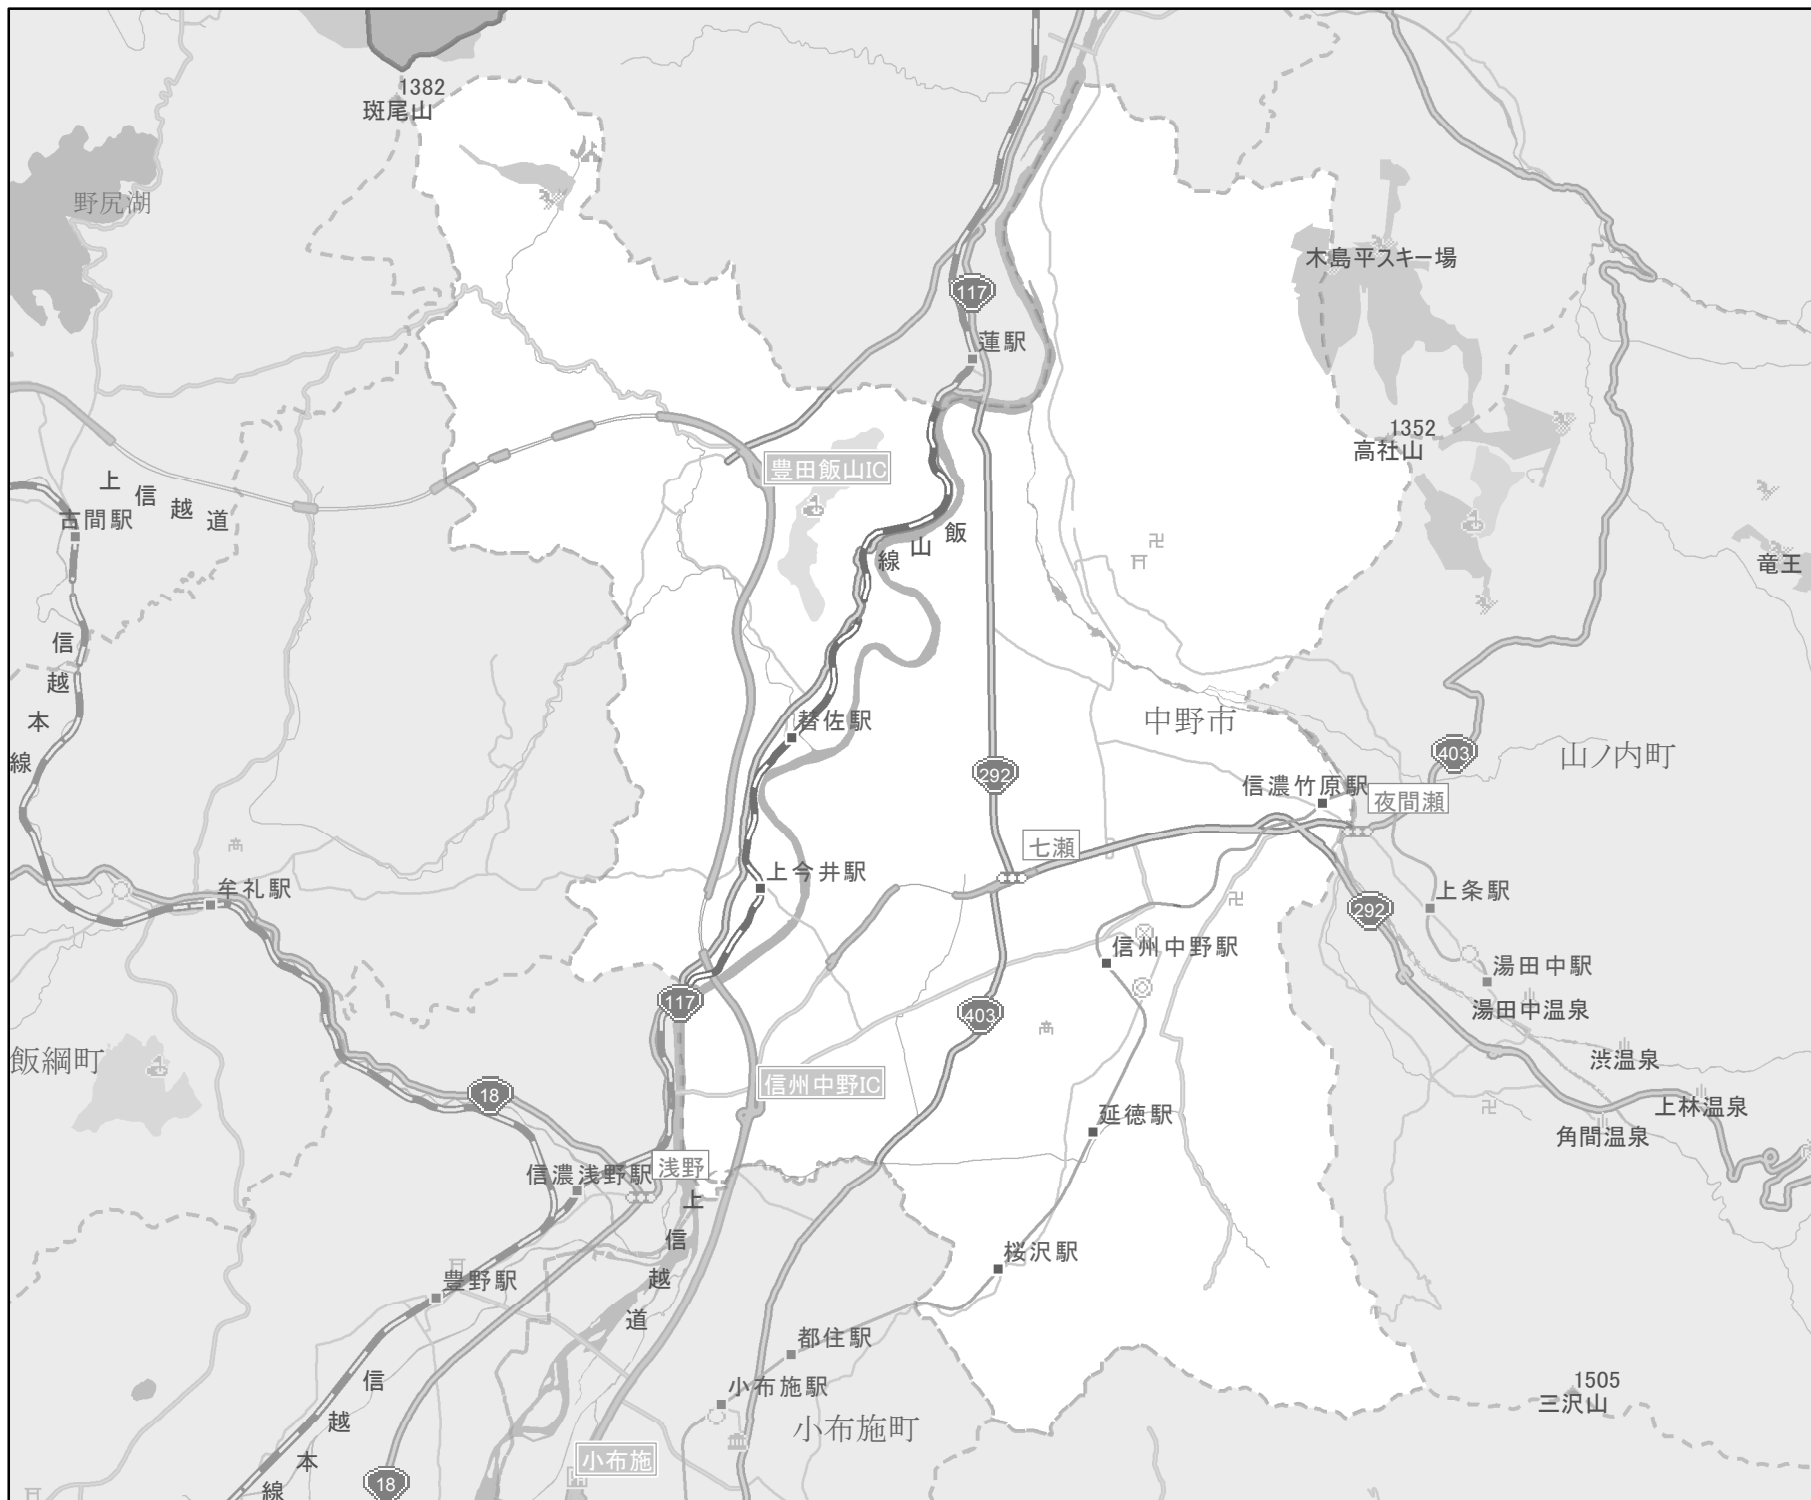 1382
斑尾山
野尻湖
木島平スキー場
117
蓮駅
1352
高社山
豊田飯山IC
上信越道
古間駅
飯山線
竜王
信越本線
替佐駅
中野市
山ノ内町
403
292
信濃竹原駅
夜間瀬
七瀬
上今井駅
牟礼駅
292
上条駅
信州中野駅
湯田中駅
117
403
湯田中温泉
飯綱町
渋温泉
信州中野IC
18
上林温泉
延徳駅
角間温泉
浅野
信濃浅野駅
上信越道
桜沢駅
豊野駅
都住駅
信越本線
小布施駅
1505
三沢山
小布施町
小布施
18